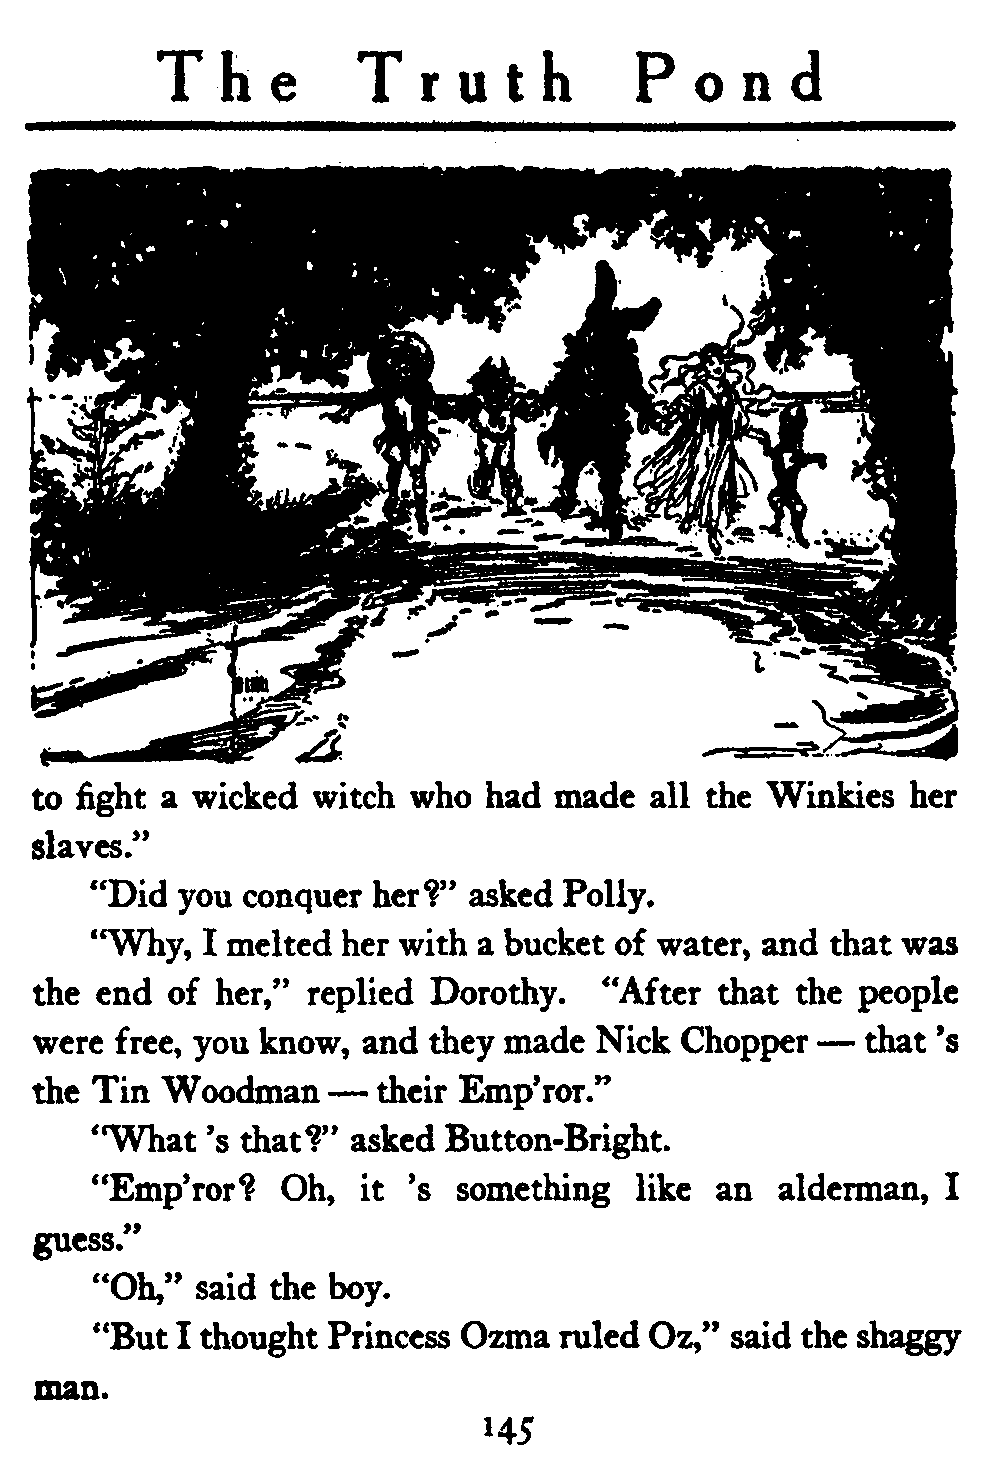 The Truth Pond
to fight a wicked witch who had made all the Winkies her
slaves.”
“Did you conquer her?” asked Polly.
“Why, I melted her with a bucket of water, and that was
the end of her,” replied Dorothy. “After that the people
were free, you know, and they made Nick Chopper — that ’s
the Tin Woodman — their Emp’ror.”
“What ’s that?” asked Button-Bright.
“Emp’ror? Oh, it ’s something like an alderman, I
guess.”
“Oh,” said the boy.
“But I thought Princess Ozma ruled Oz,” said the shaggy
man.
145